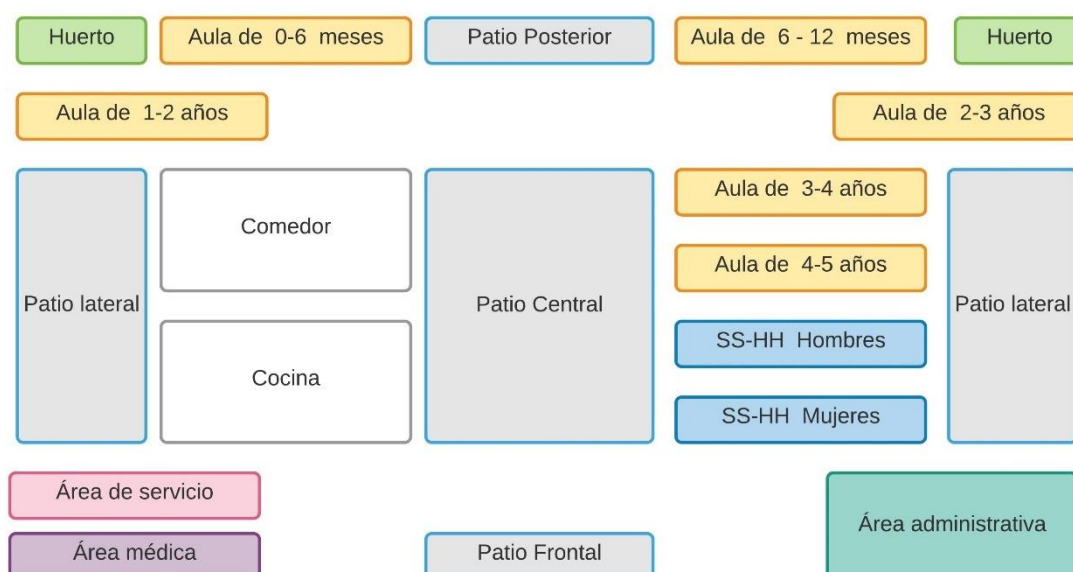 Huerto
Aula de 0-6 meses
Patio Posterior
Aula de 6 - 12 meses
Huerto
Aula de 1-2 años
Aula de 2-3 años
Patio lateral
Comedor
Cocina
Patio Central
Aula de 3-4 años
Aula de 4-5 años
SS-HH Hombres
SS-HH Mujeres
Patio lateral
Área de servicio
Área médica
Patio Frontal
Área administrativa